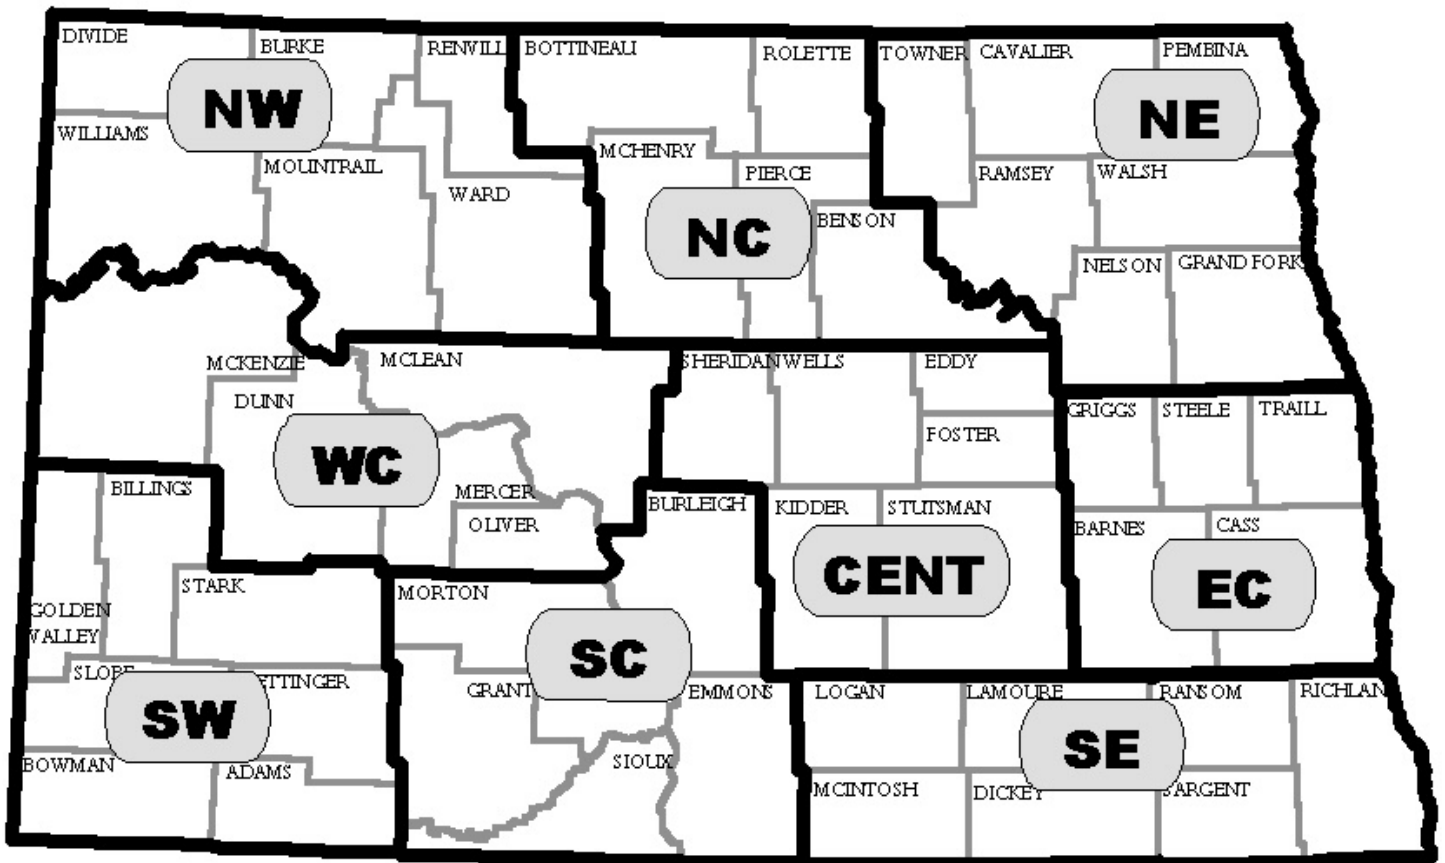 DIVIDE
BURKE
RENVILL
BOTTINEAU
ROLETTE
TOWNER
CAVALIER
PEMBINA
NW
NE
WILLIAMS
MOUNTRAIL
WARD
MCHENRY
PIERCE
RAMSEY
WALSH
NC
BENSON
NELSON
GRAND FORK
MCKENZIE
MCLEAN
SHERIDAN
WELLS
EDDY
DUNN
GRIGGS
STEELE
TRAILL
FOSTER
WC
BILLINGS
MERCER
OLIVER
BURLEIGH
KIDDER
STUTSMAN
BARNES
CASS
CENT
EC
STARK
MORTON
GOLDEN
VALLEY
SC
SLOPE
ETTINGER
GRANT
EMMONS
LOGAN
LAMOURE
RANSOM
RICHLAN
SW
SE
BOWMAN
ADAMS
SIOUX
MCINTOSH
DICKEY
SARGENT